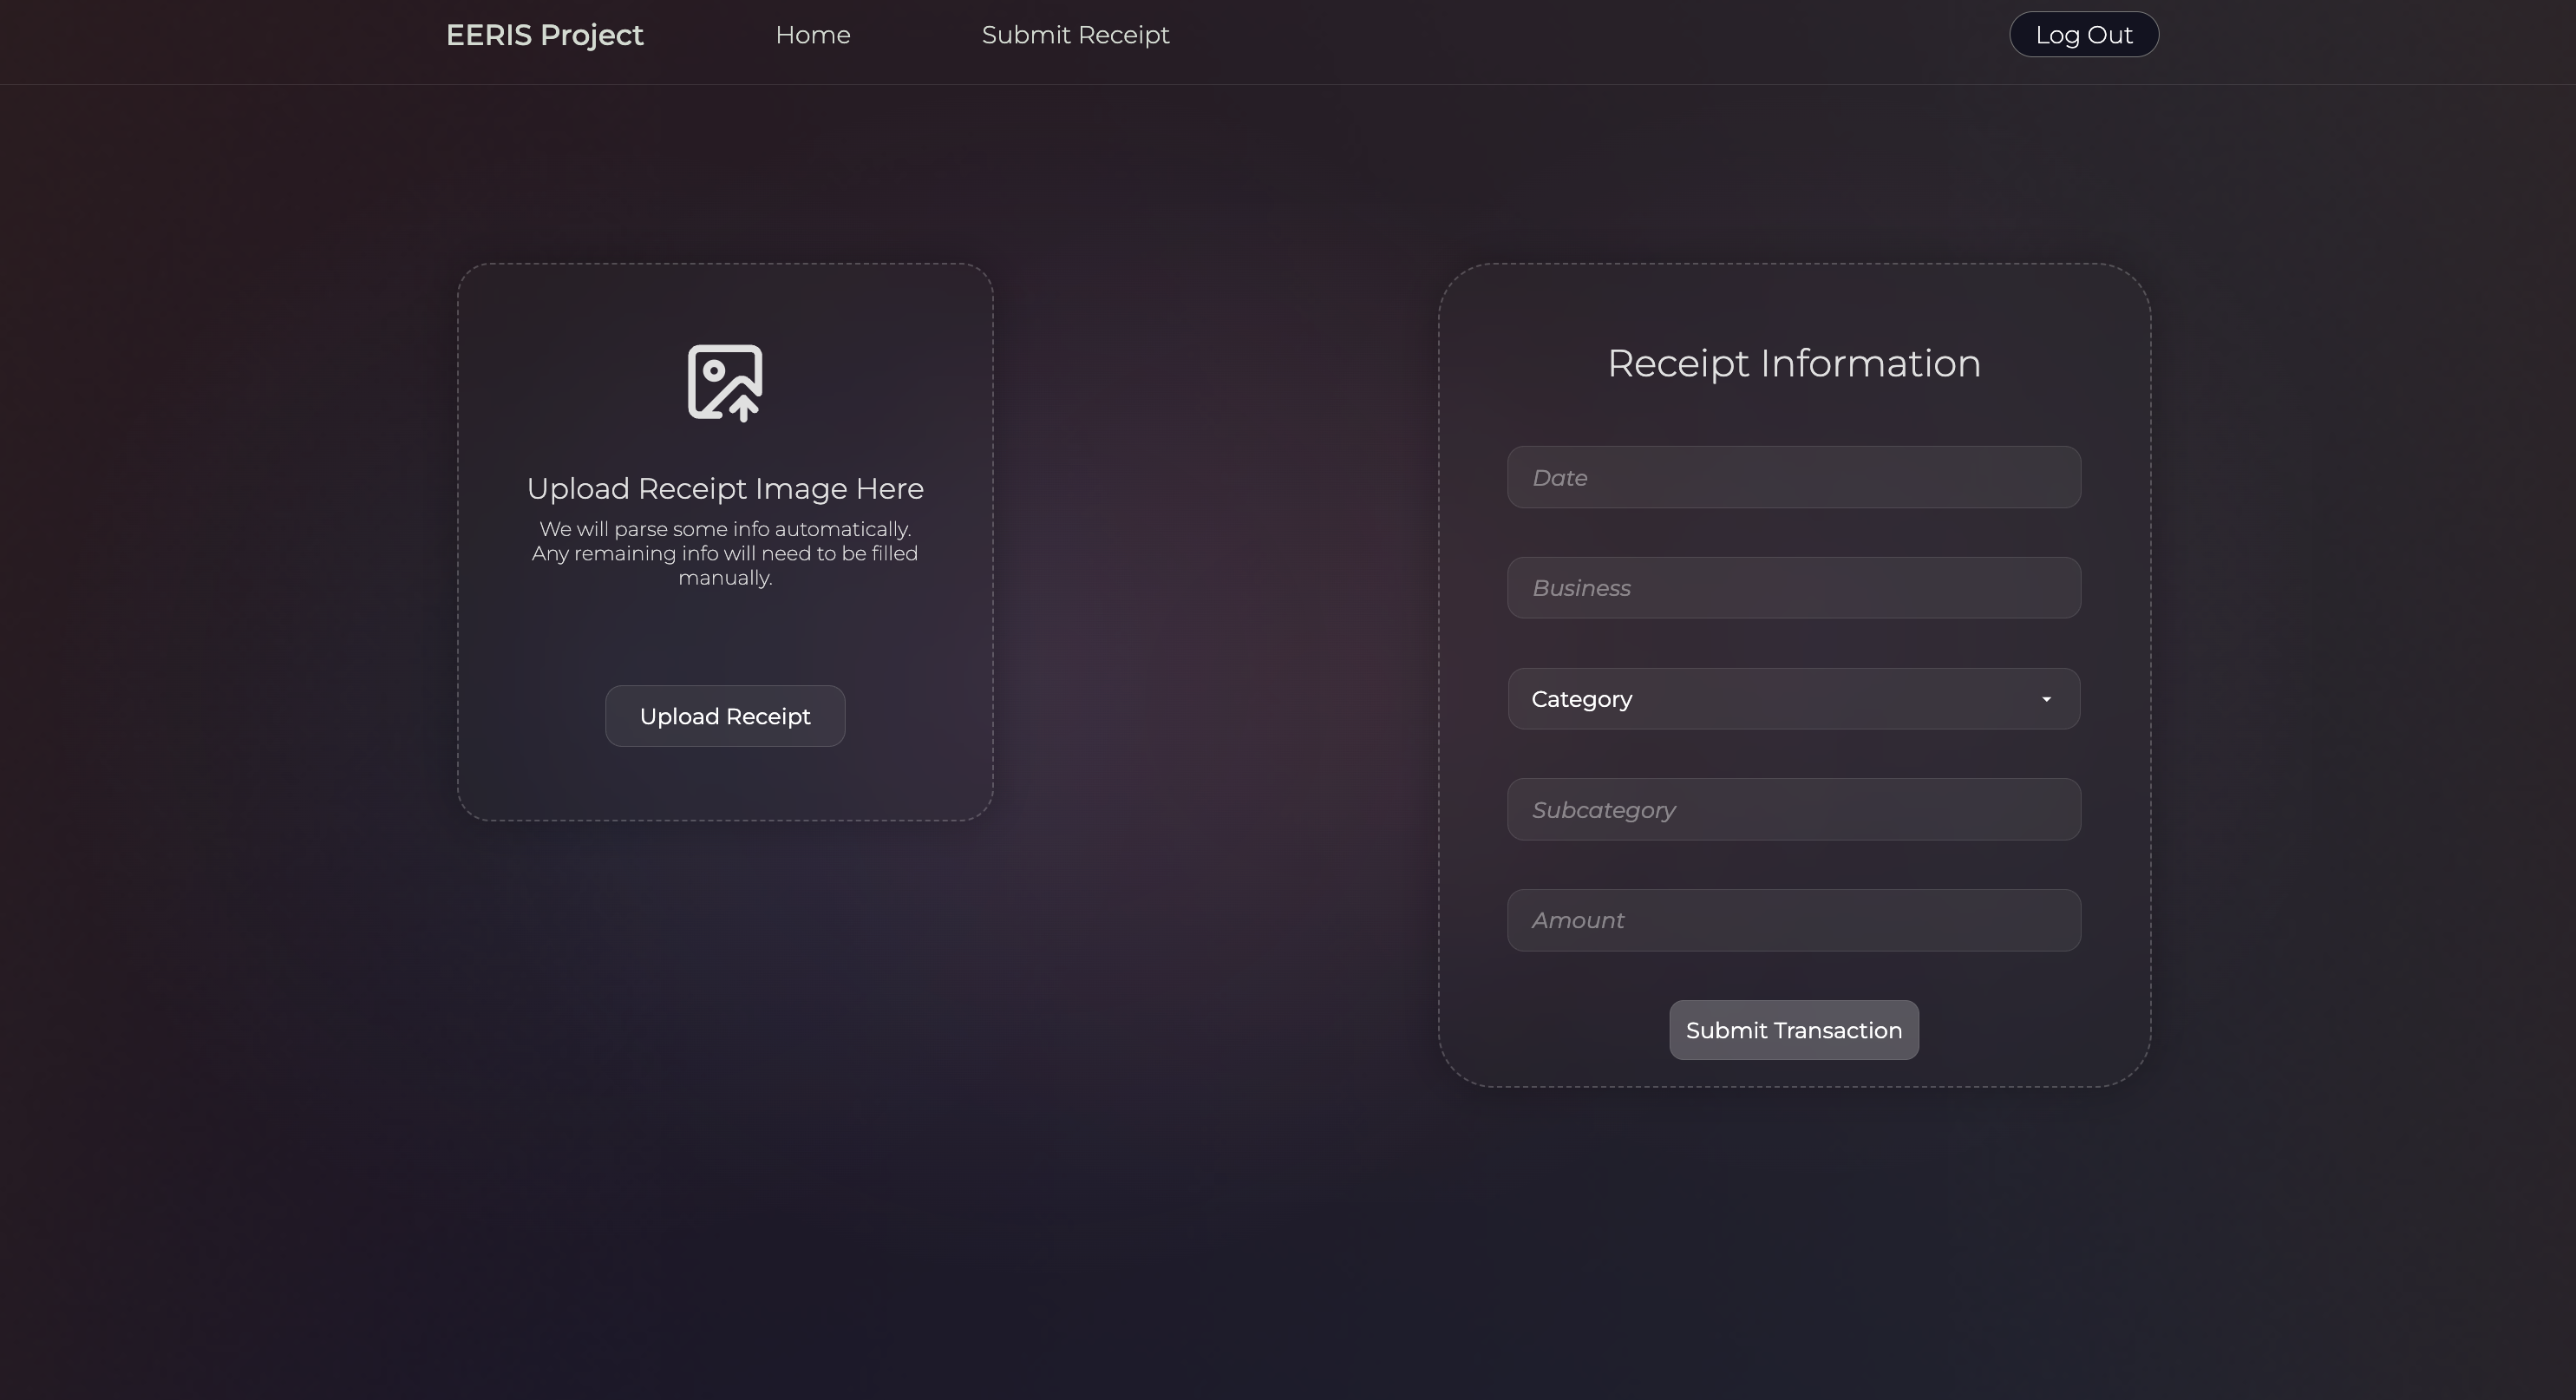 EERIS Project
Home
Submit Receipt
Log Out
Upload Receipt Image Here
We will parse some info automatically.
Any remaining info will need to be filled
manually.
Upload Receipt
Receipt Information
Date
Business
Category
Subcategory
Amount
Submit Transaction